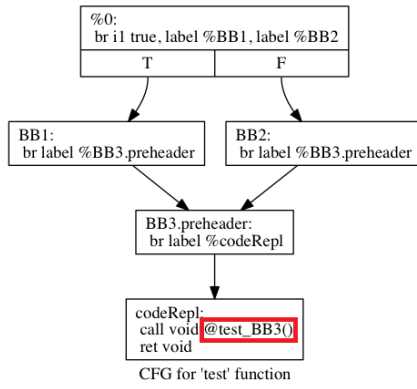 %0:
br i1 true, label %BB1, label %BB2
T F
BB1:
br label %BB3.preheader
BB2:
br label %BB3.preheader
BB3.preheader:
br label %codeRepl
codeRepl:
call void @test_BB3()
ret void
CFG for 'test' function